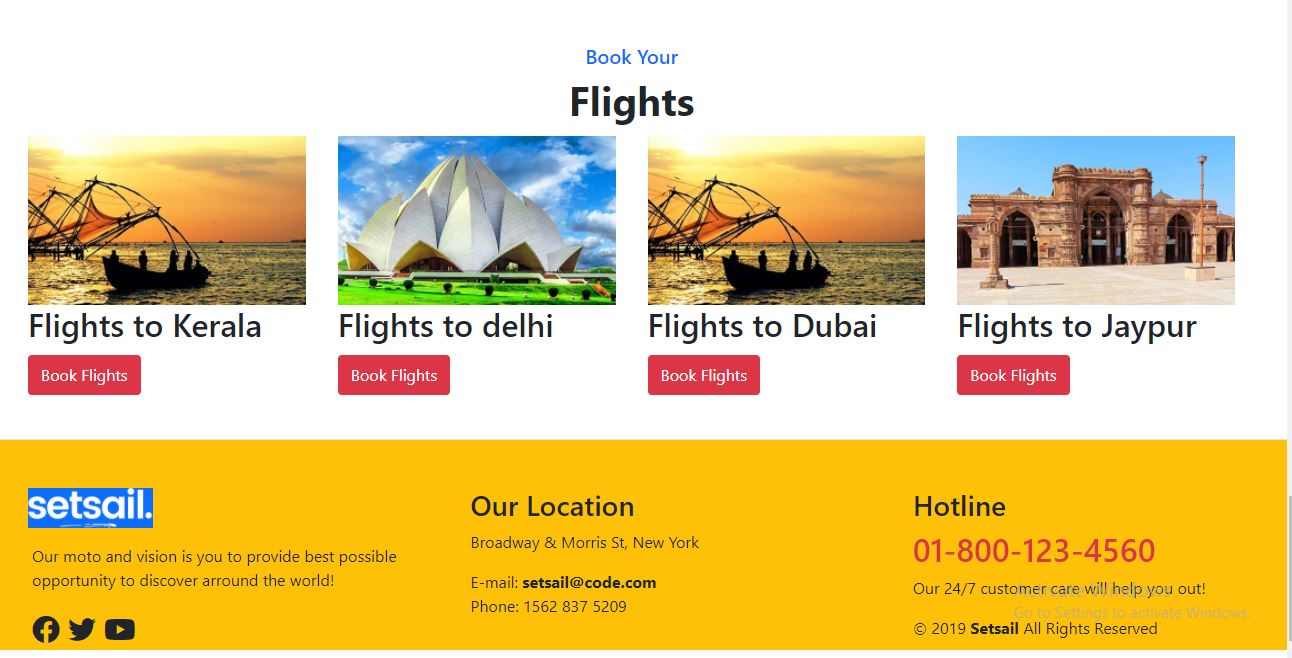 Book Your
Flights
Flights to Kerala
Flights to delhi
Flights to Dubai
Flights to Jaypur
Book Flights
Book Flights
Book Flights
Book Flights
setsail.
Our moto and vision is you to provide best possible
opportunity to discover arround the world!
Our Location
Broadway & Morris St, New York
E-mail: setsail@code.com
Phone: 1562 837 5209
Hotline
01-800-123-4560
Our 24/7 customer care will help you out!
© 2019 Setsail All Rights Reserved
Activate Windows
Go to Settings to activate Windows.